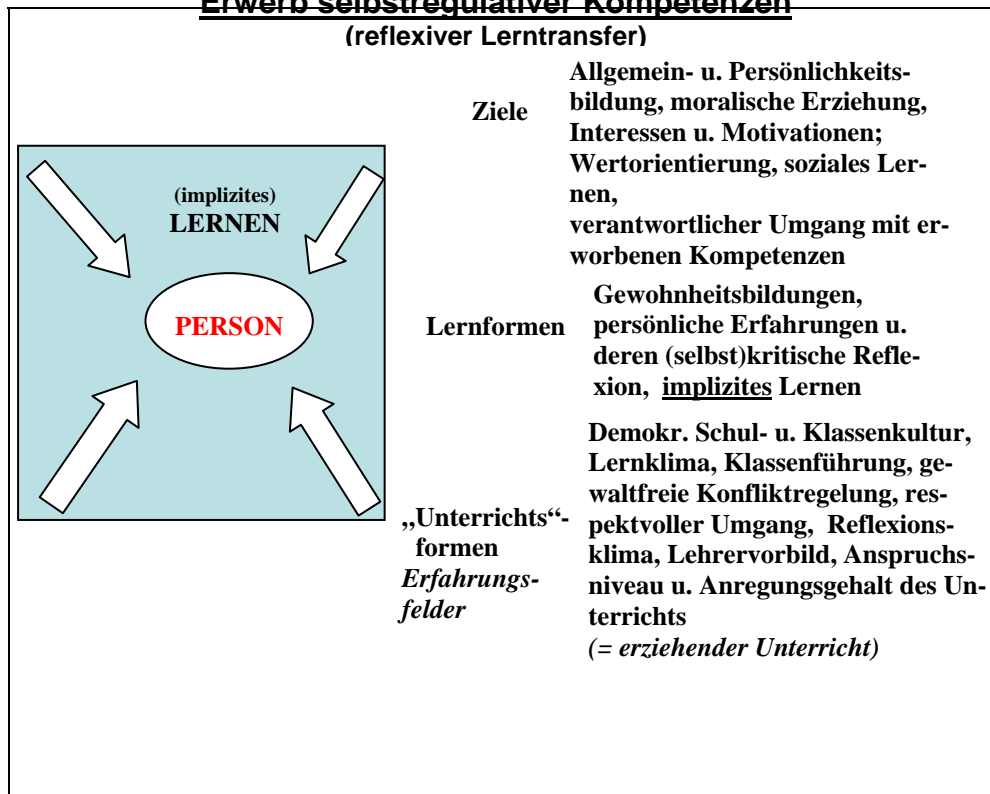 Erwerb selbstregulativer Kompetenzen
(reflexiver Lerntransfer)
(implizites)
LERNEN
PERSON
Ziele
Allgemein- u. Persönlichkeits-
bildung, moralische Erziehung,
Interessen u. Motivationen;
Wertorientierung, soziales Ler-
nen,
verantwortlicher Umgang mit er-
worbenen Kompetenzen
Lernformen
Gewohnheitsbildungen,
persönliche Erfahrungen u.
deren (selbst)kritische Refle-
xion, implizites Lernen
„Unterrichts“-
formen
Erfahrungs-
felder
Demokr. Schul- u. Klassenkultur,
Lernklima, Klassenführung, ge-
waltfreie Konfliktregelung, res-
pektvoller Umgang, Reflexions-
klima, Lehrervorbild, Anspruchs-
niveau u. Anregungsgehalt des Un-
terrichts
(= erziehender Unterricht)